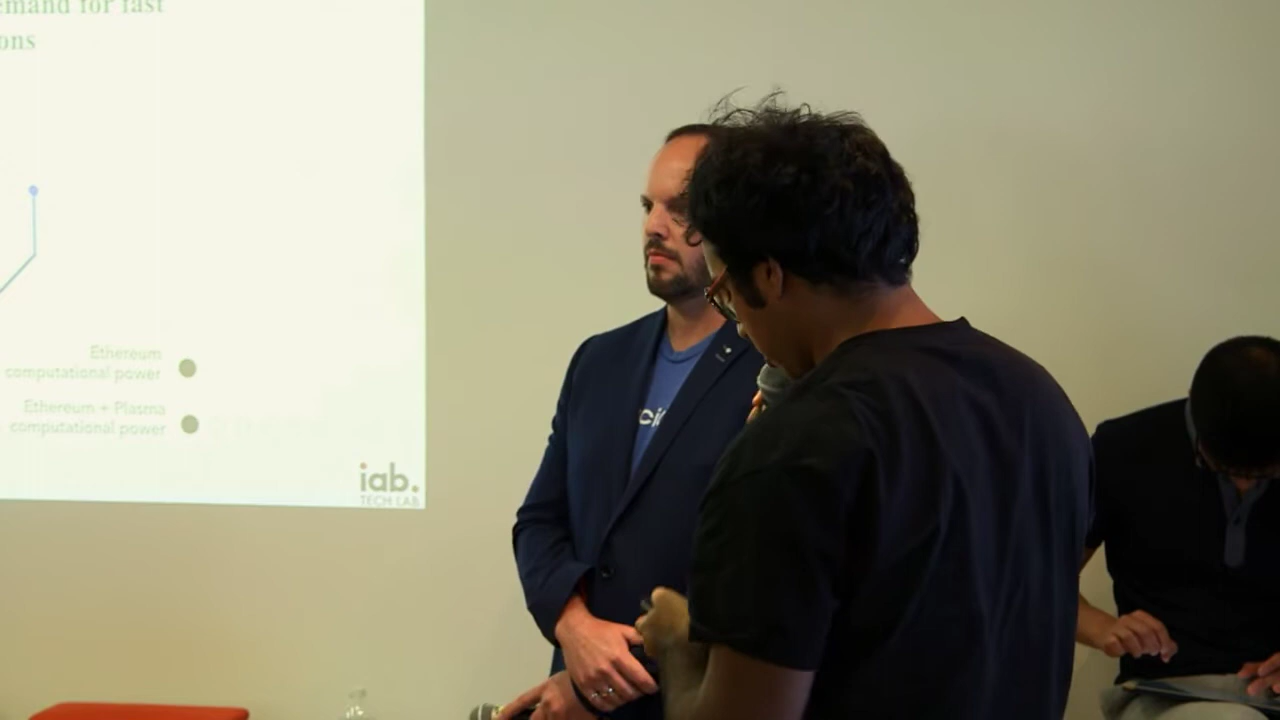 emand for fast
ons
Ethereum
computational power
Ethereum + Plasma
computational power
iab.
TECH LAB